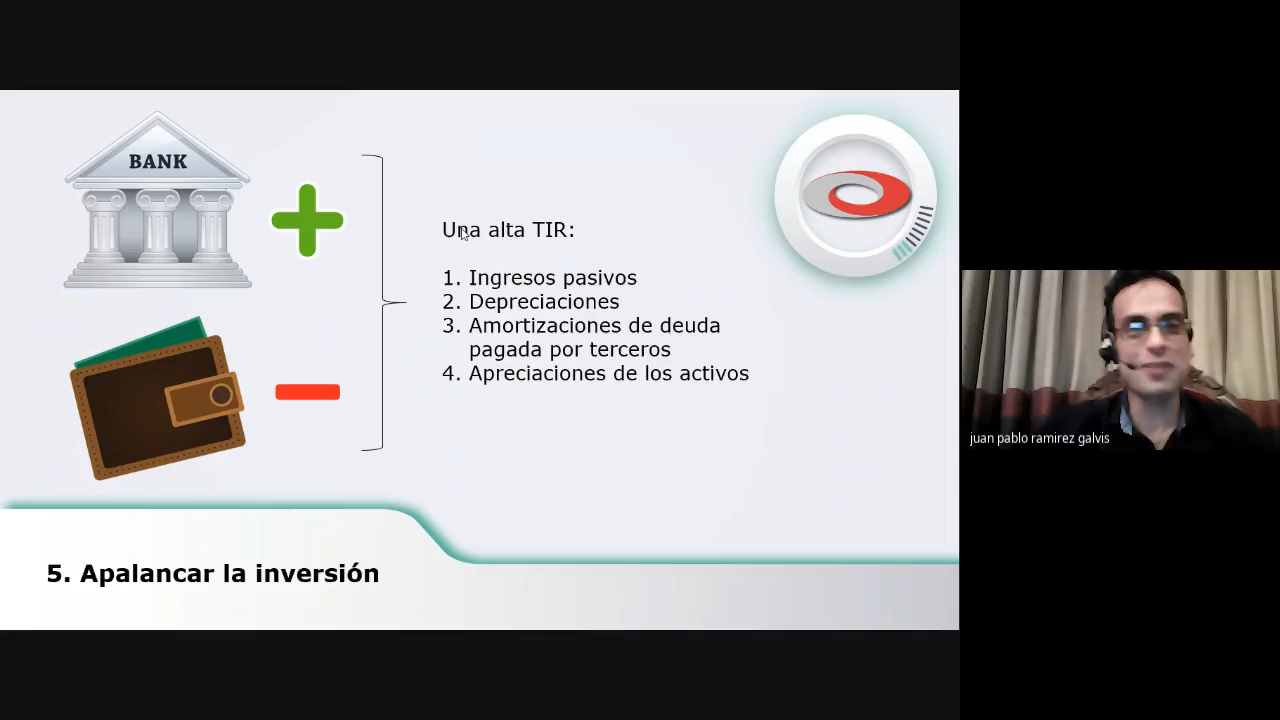 BANK
Una alta TIR:
1. Ingresos pasivos
2. Depreciaciones
3. Amortizaciones de deuda
pagada por terceros
4. Apreciaciones de los activos
5. Apalancar la inversión
juan pablo ramirez galvis